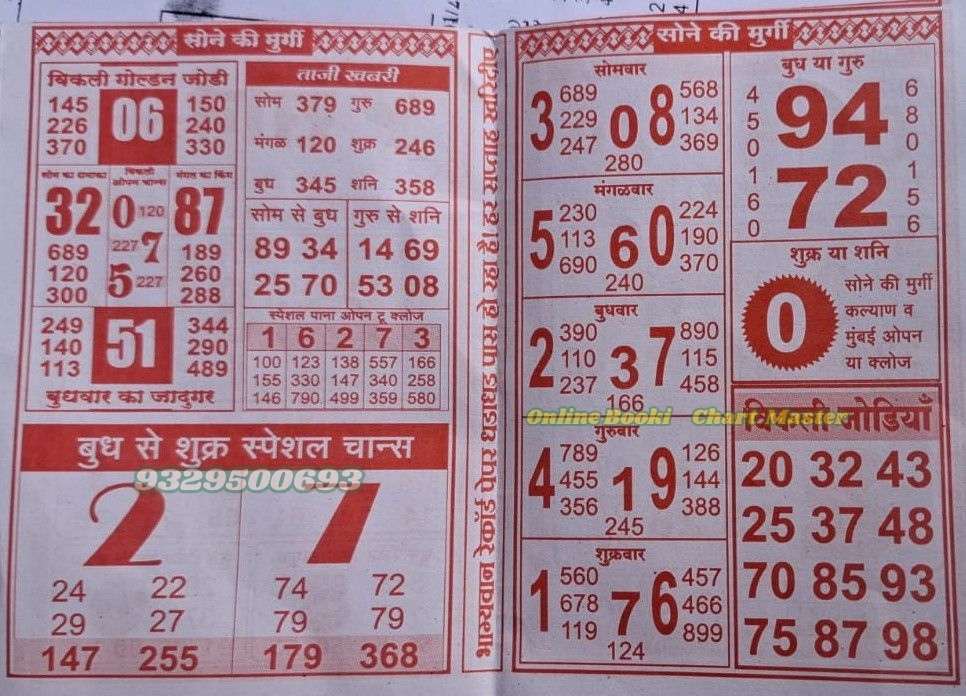 सोने की मुर्गी
बिकली गोल्डन जोडी
145 06 150
226 240
370 330
सोम का धमाका
विकली ओपन चान्स
मंगल का किंग
32 0 120 87
227 7
689 5 227 189
120 260
300 288
249 51 344
140 290
113 489
बुधवार का जादुगर
ताजी खबरी
सोम 379 गुरु 689
मंगळ 120 शुक्र 246
बुध 345 शनि 358
सोम से बुध गुरु से शनि
89 34 14 69
25 70 53 08
स्पेशल पाना ओपन टू क्लोज
1 6 2 7 3
100 123 138 557 166
155 330 147 340 258
146 790 499 359 580
बुध से शुक्र स्पेशल चान्स
9329500693
2 7
24 22 74 72
29 27 79 79
147 255 179 368
भाग्यवान रेकॉर्ड पेपर धडाधड पास हो रहा है। हर सप्ताह खरिदीए
सोने की मुर्गी
सोमवार
3 689 0 8 568
229 134
247 369
280
मंगळवार
5 230 6 0 224
113 190
690 370
240
बुधवार
2 390 3 7 890
110 115
237 458
166
Online Booki Chart Master
गुरुवार
4 789 1 9 126
455 144
356 388
245
शुक्रवार
1 560 7 6 457
678 466
119 899
124
बुध या गुरु
4 94 6
5 8
0 0
1 72 1
6 5
0 6
शुक्र या शनि
0
सोने की मुर्गी
कल्याण व
मुंबई ओपन
या क्लोज
विकली जोडियाँ
20 32 43
25 37 48
70 85 93
75 87 98